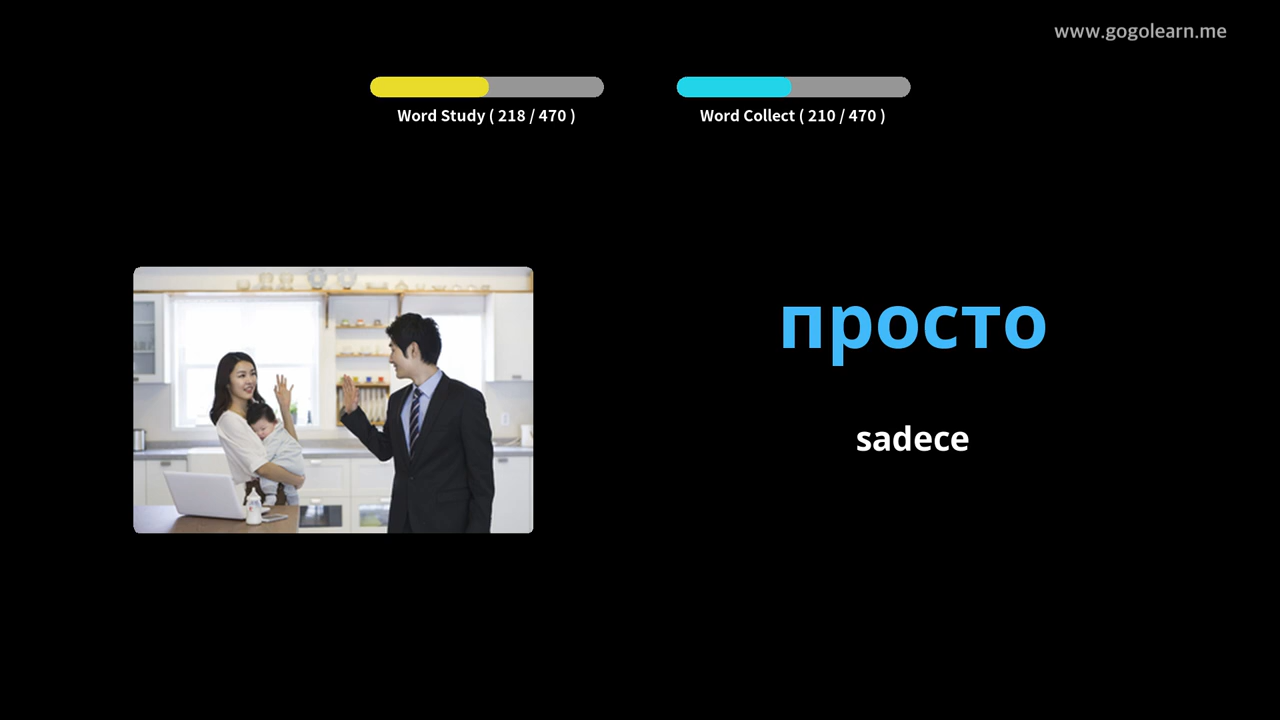 www.gogolearn.me
Word Study ( 218 / 470 )
Word Collect ( 210 / 470 )
просто
sadece